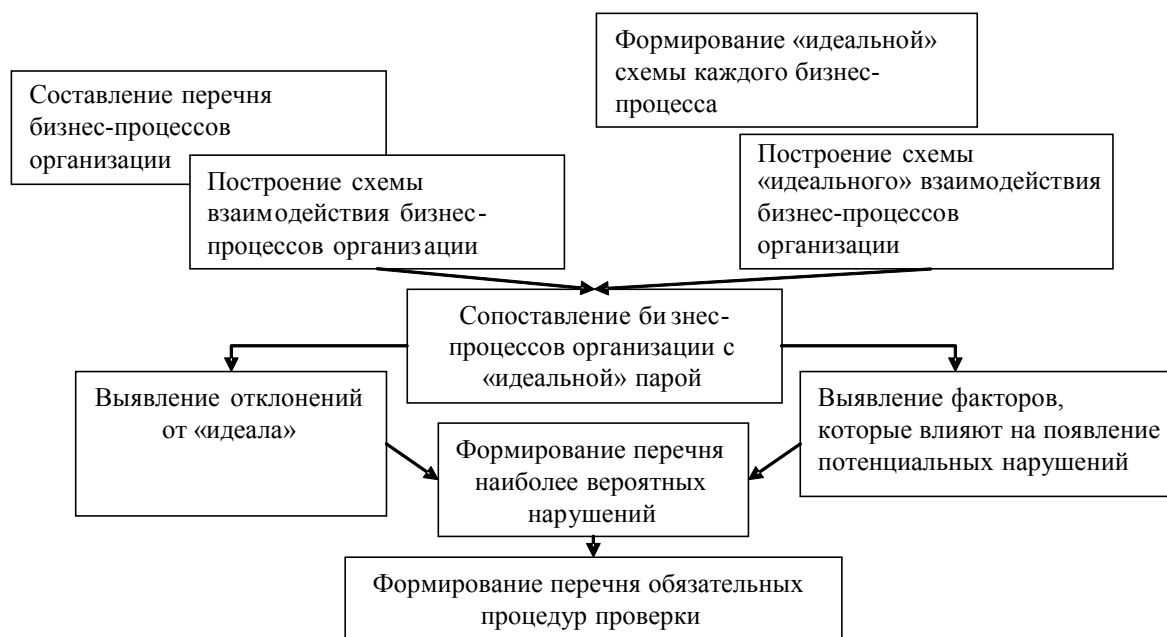 Формирование «идеальной»
схемы каждого бизнес-
процесса
Составление перечня
бизнес-процессов
организации
Построение схемы
взаимодействия бизнес-
процессов организации
Построение схемы
«идеального» взаимодействия
бизнес-процессов
организации
Сопоставление бизнес-
процессов организации с
«идеальной» парой
Выявление отклонений
от «идеала»
Выявление факторов,
которые влияют на появление
потенциальных нарушений
Формирование перечня
наиболее вероятных
нарушений
Формирование перечня обязательных
процедур проверки